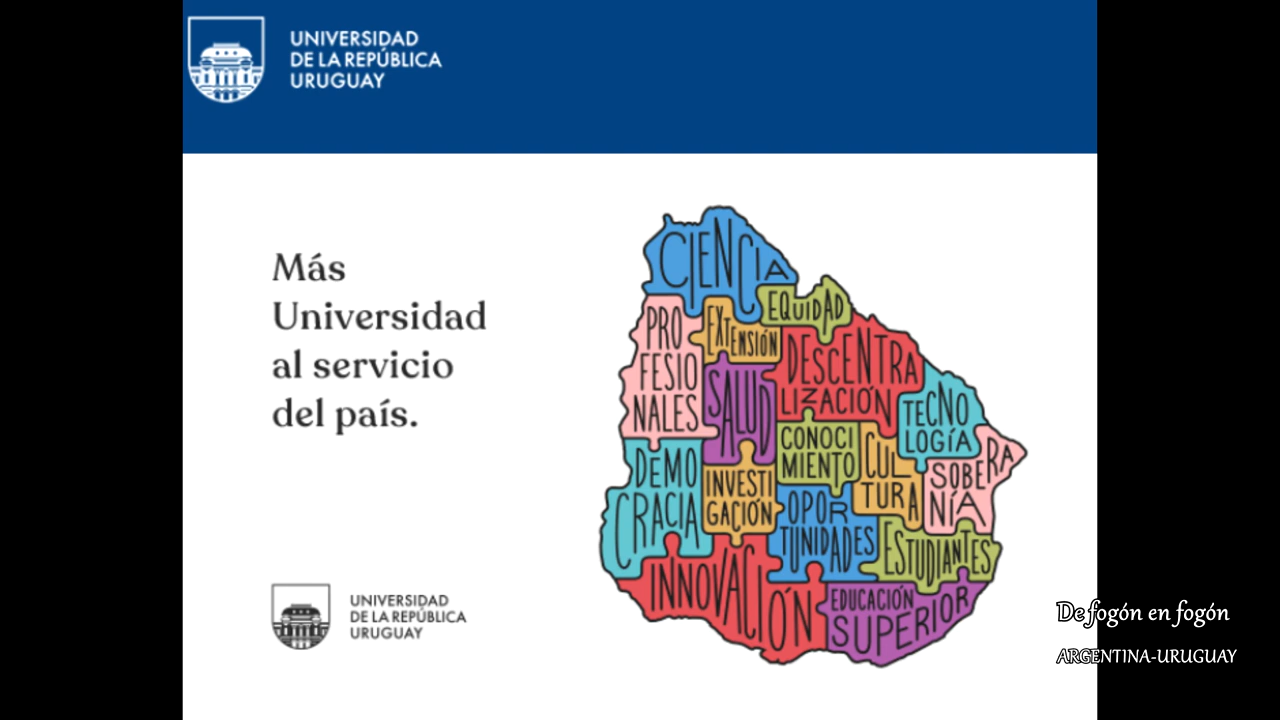 UNIVERSIDAD
DE LA REPÚBLICA
URUGUAY
Más
Universidad
al servicio
del país.
CIENCIA
EQUIDAD
PRO
FESIO
NALES
EXTENSIÓN
DESCENTRA
LIZACIÓN
SALUD
TECNO
LOGÍA
CONOCI
MIENTO
CUL
TURA
SOBERA
NÍA
DEMO
CRACIA
INVESTI
GACIÓN
OPOR
TUNIDADES
ESTUDIANTES
INNOVACIÓN
EDUCACIÓN
SUPERIOR
UNIVERSIDAD
DE LA REPÚBLICA
URUGUAY
De fogón en fogón
ARGENTINA-URUGUAY